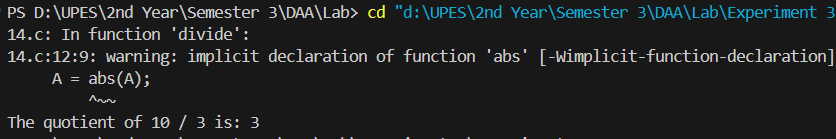 PS D:\UPES\2nd Year\Semester 3\DAA\Lab> cd "d:\UPES\2nd Year\Semester 3\DAA\Lab\Experiment 3
14.c: In function 'divide':
14.c:12:9: warning: implicit declaration of function 'abs' [-Wimplicit-function-declaration]
     A = abs(A);
         ^~~
The quotient of 10 / 3 is: 3